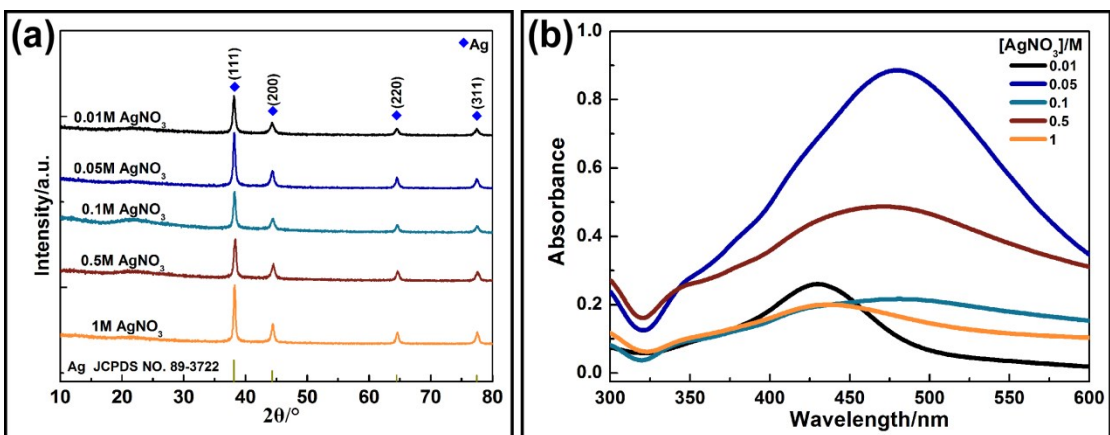 (a)
◆Ag
(111)
(200)
(220)
(311)
0.01M AgNO₃
0.05M AgNO₃
0.1M AgNO₃
0.5M AgNO₃
1M AgNO₃
Ag JCPDS NO. 89-3722
Intensity/a.u.
10 20 30 40 50 60 70 80
2θ/°
(b)
[AgNO₃]/M
0.01
0.05
0.1
0.5
1
Absorbance
1.0
0.8
0.6
0.4
0.2
0.0
300 350 400 450 500 550 600
Wavelength/nm